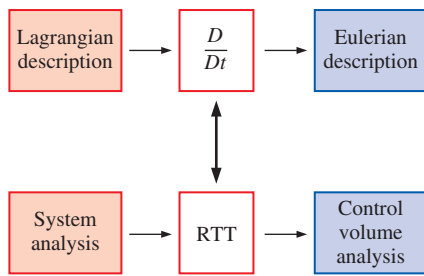 Lagrangian
description
D
Dt
Eulerian
description
System
analysis
RTT
Control
volume
analysis